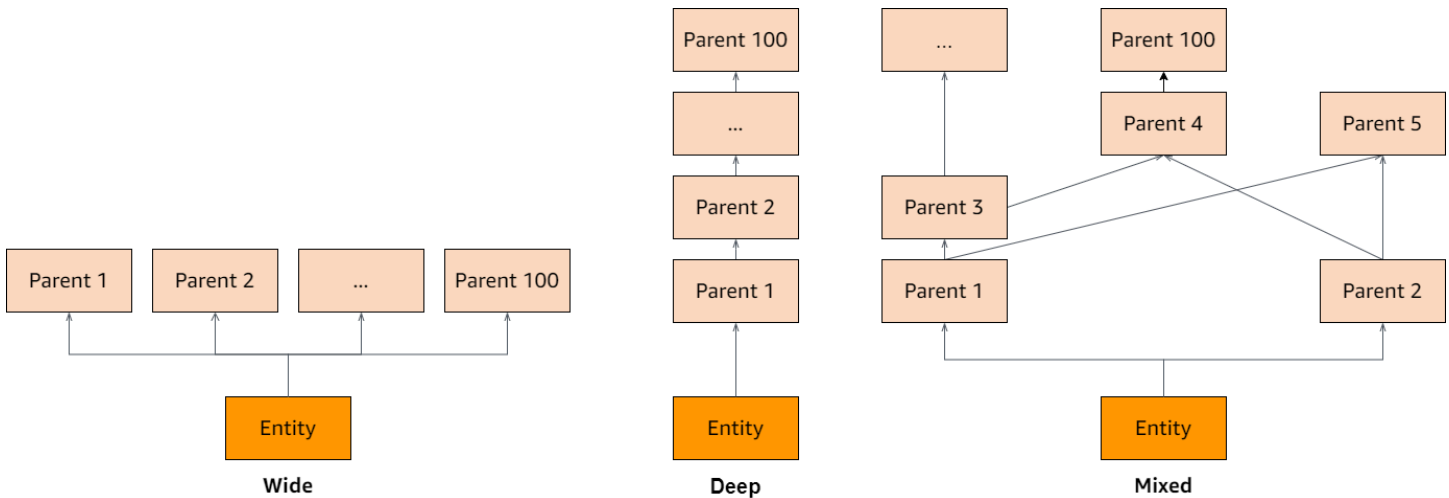 Parent 1
Parent 2
...
Parent 100
Entity
Wide
Parent 100
...
Parent 2
Parent 1
Entity
Deep
...
Parent 100
Parent 4
Parent 5
Parent 3
Parent 1
Parent 2
Entity
Mixed